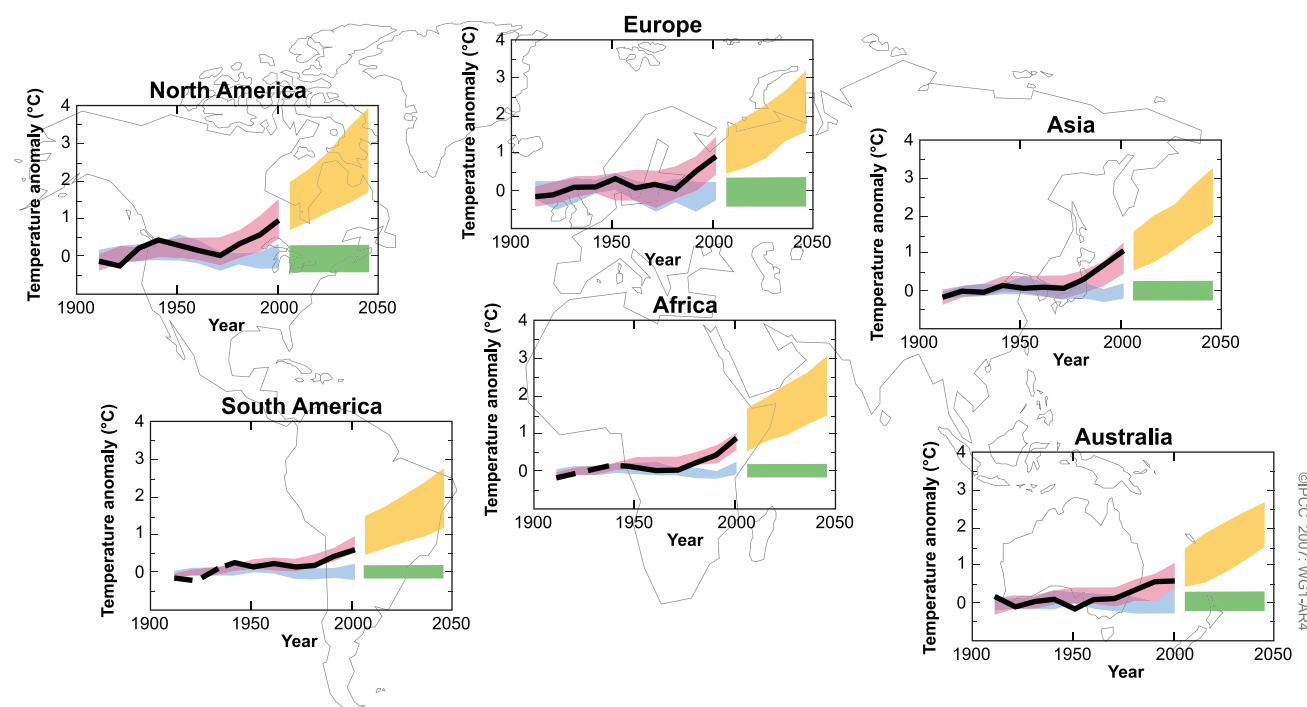 North America
Temperature anomaly (°C)
4
3
2
1
0
1900
1950
2000
2050
Year
Europe
Temperature anomaly (°C)
4
3
2
1
0
1900
1950
2000
2050
Year
Asia
Temperature anomaly (°C)
4
3
2
1
0
1900
1950
2000
2050
Year
Africa
Temperature anomaly (°C)
4
3
2
1
0
1900
1950
2000
2050
Year
South America
Temperature anomaly (°C)
4
3
2
1
0
1900
1950
2000
2050
Year
Australia
Temperature anomaly (°C)
4
3
2
1
0
1900
1950
2000
2050
Year
©IPCC 2007: WG1-AR4